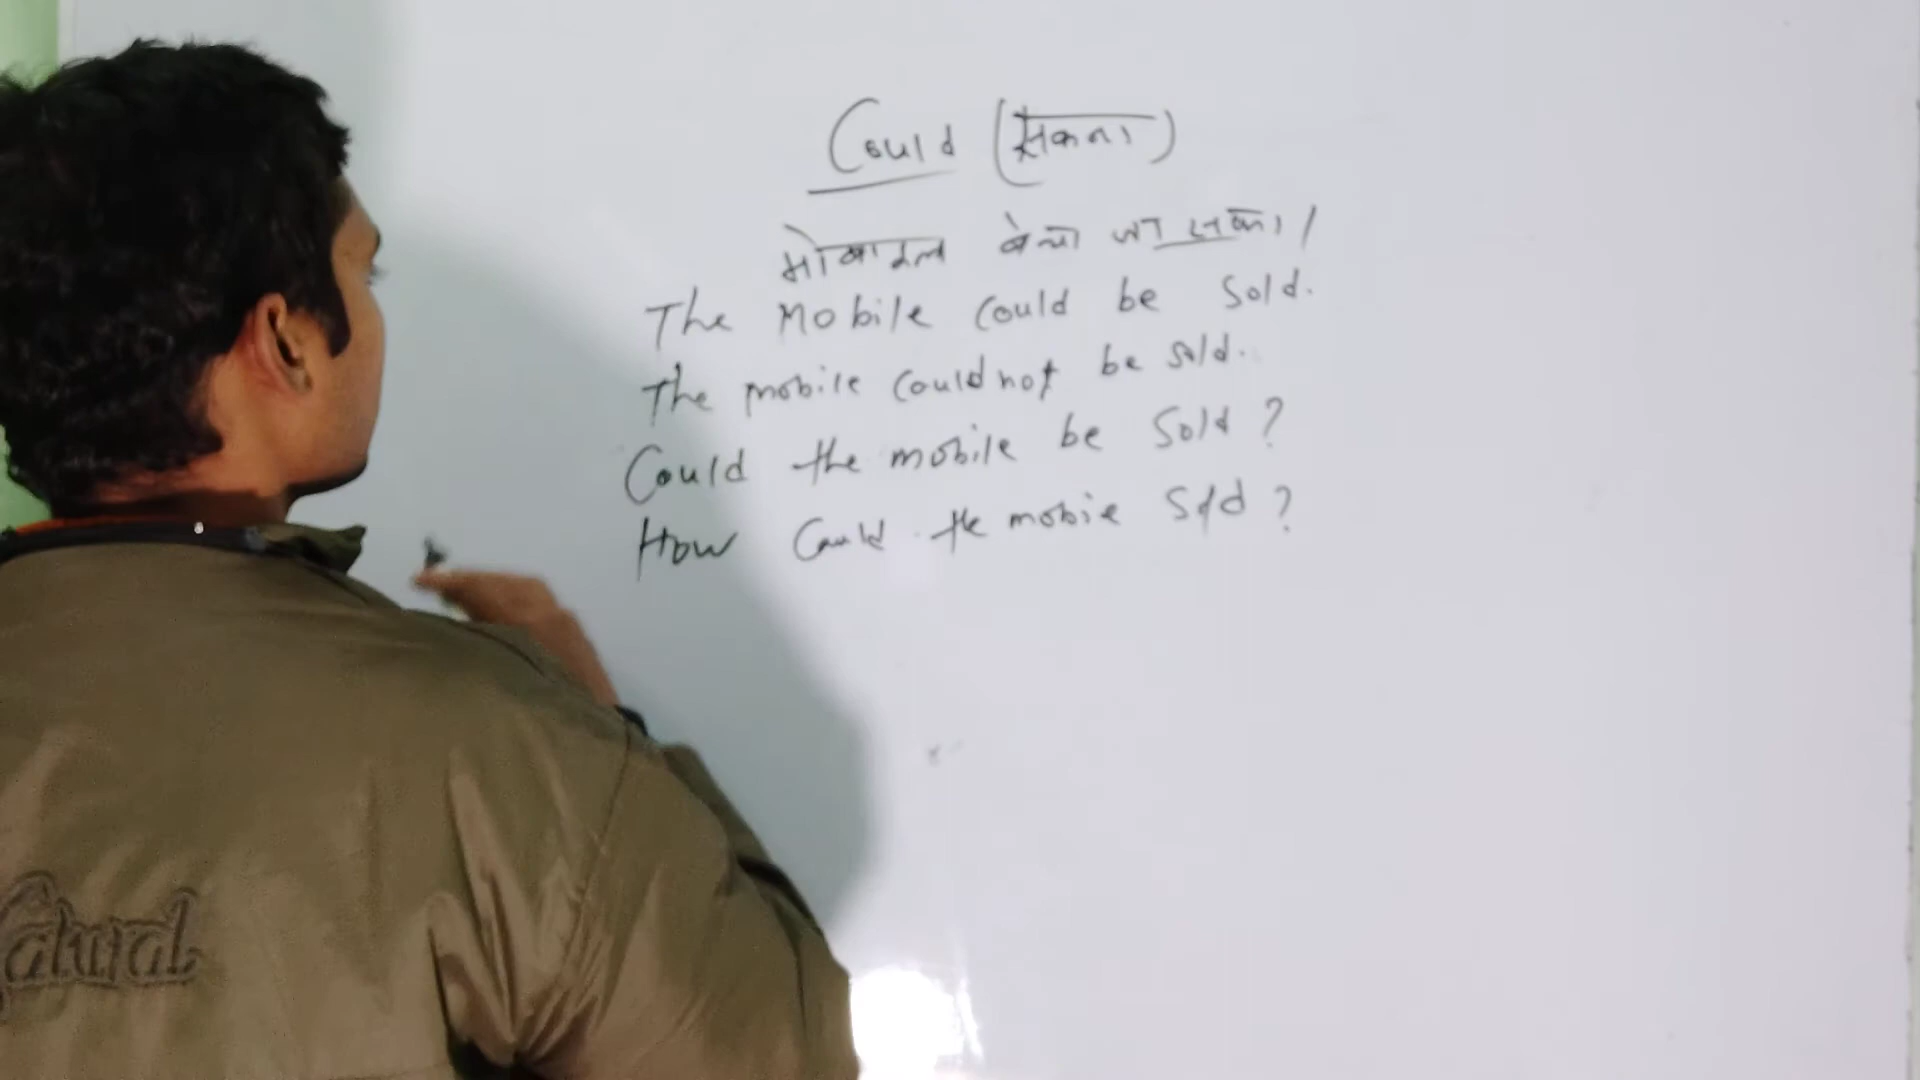 Could (सकना)
मोबाइल बेचा जा सका।
The Mobile Could be Sold.
The mobile Could not be sold.
Could the mobile be Sold?
How Could the mobie Sold?